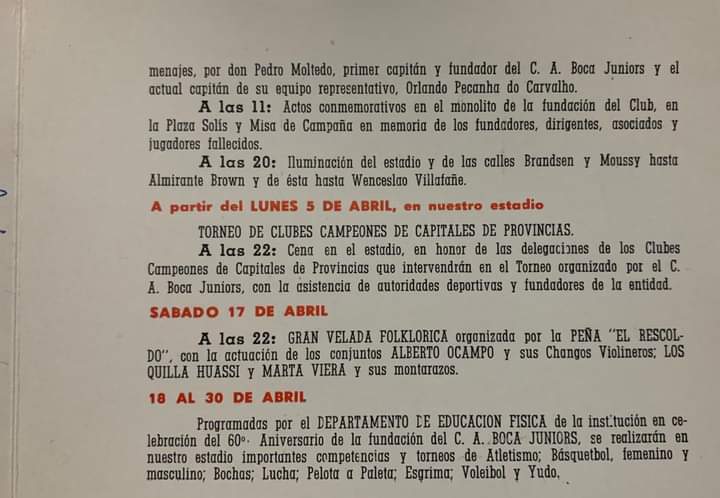 menajes, por don Pedro Moltedo, primer capitán y fundador del C. A. Boca Juniors y el
actual capitán de su equipo representativo, Orlando Pecanha do Carvalho.
A las 11: Actos conmemorativos en el monolito de la fundación del Club, en
la Plaza Solís y Misa de Campaña en memoria de los fundadores, dirigentes, asociados y
jugadores fallecidos.
A las 20: Iluminación del estadio y de las calles Brandsen y Moussy hasta
Almirante Brown y de ésta hasta Wenceslao Villafañe.
A partir del LUNES 5 DE ABRIL, en nuestro estadio
TORNEO DE CLUBES CAMPEONES DE CAPITALES DE PROVINCIAS.
A las 22: Cena en el estadio, en honor de las delegaciones de los Clubes
Campeones de Capitales de Provincias que intervendrán en el Torneo organizado por el C.
A. Boca Juniors, con la asistencia de autoridades deportivas y fundadores de la entidad.
SABADO 17 DE ABRIL
A las 22: GRAN VELADA FOLKLORICA organizada por la PEÑA "EL RESCOL-
DO", con la actuación de los conjuntos ALBERTO OCAMPO y sus Changos Violineros; LOS
QUILLA HUASSI y MARTA VIERA y sus montarazos.
18 AL 30 DE ABRIL
Programadas por el DEPARTAMENTO DE EDUCACION FISICA de la institución en ce-
lebración del 60º. Aniversario de la fundación del C. A. BOCA JUNIORS, se realizarán en
nuestro estadio importantes competencias y torneos de Atletismo; Básquetbol, femenino y
masculino; Bochas; Lucha; Pelota a Paleta; Esgrima; Voleibol y Yudo.